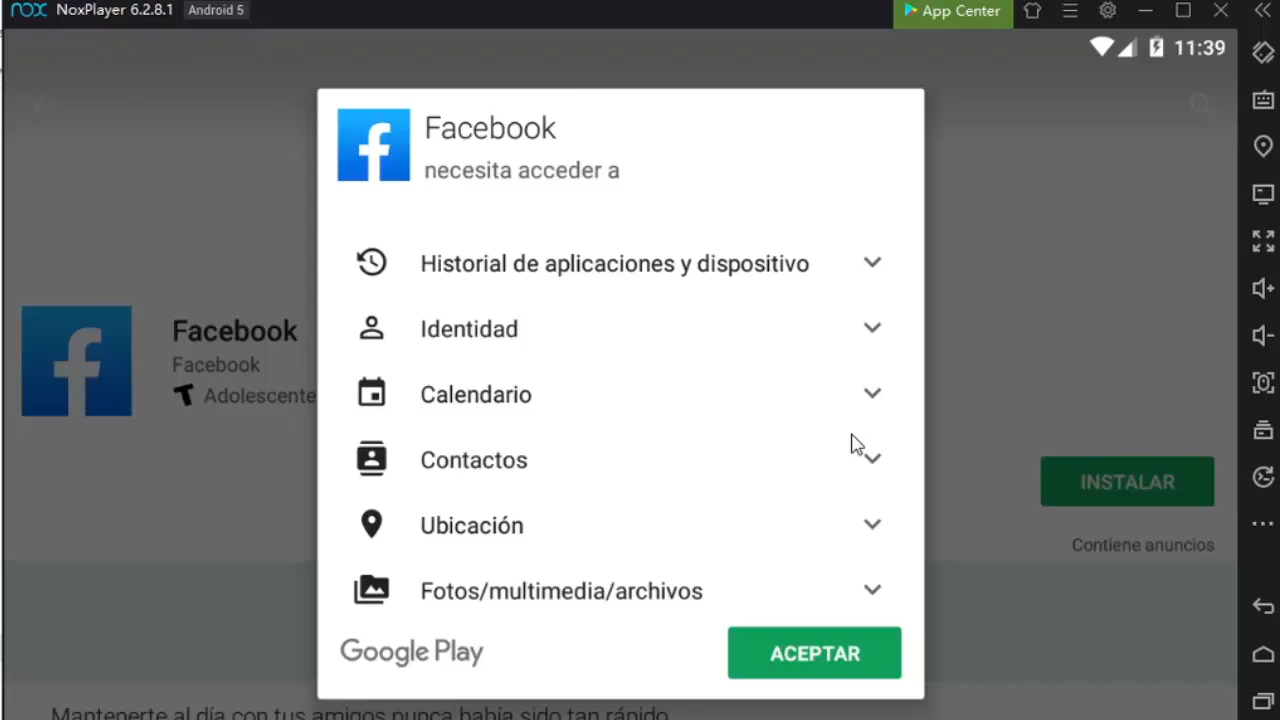 nox NoxPlayer 6.2.8.1 Android 5 App Center
11:39
Facebook
necesita acceder a
Historial de aplicaciones y dispositivo
Identidad
Calendario
Contactos
Ubicación
Fotos/multimedia/archivos
Google Play ACEPTAR
Facebook
Facebook
T Adolescente
INSTALAR
Contiene anuncios
Mantenerte al día con tus amigos nunca había sido tan rápido.